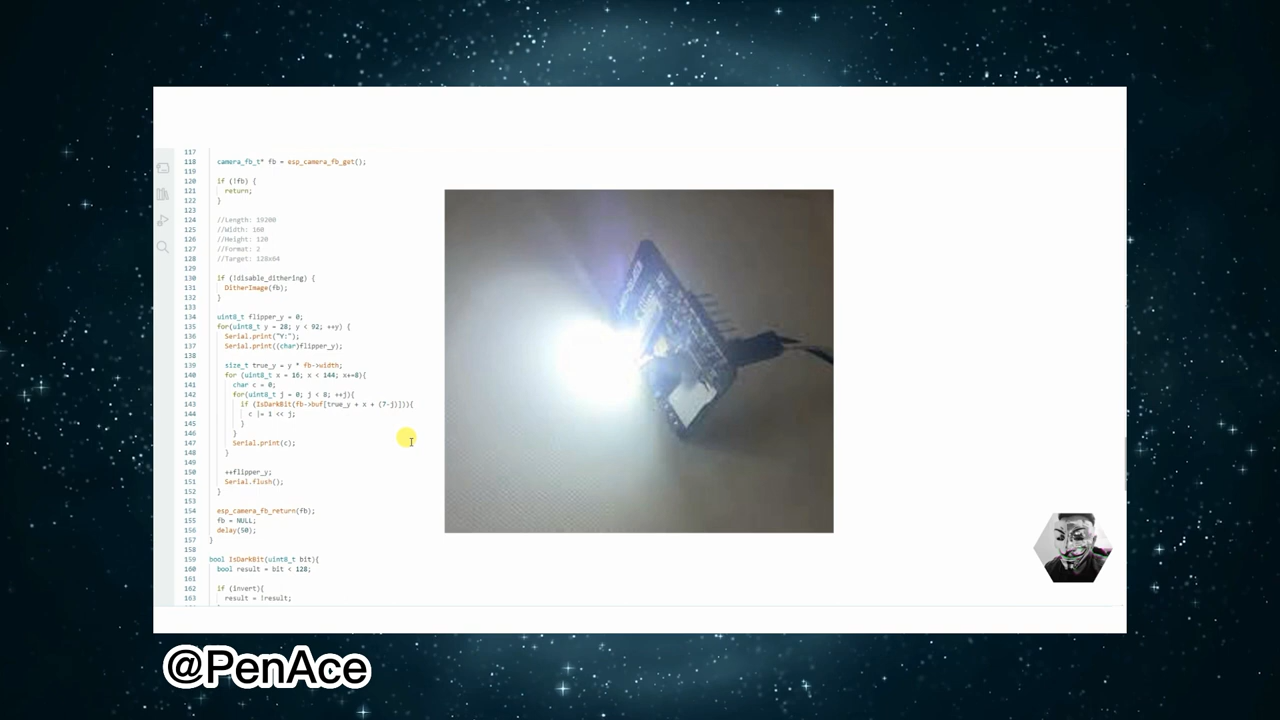 117
118 camera_fb_t* fb = esp_camera_fb_get();
119
120 if (!fb) {
121 return;
122 }
123
124 //Length: 19200
125 //Width: 160
126 //Height: 120
127 //Format: 2
128 //Target: 128x64
129
130 if (!disable_dithering) {
131 DitherImage(fb);
132 }
133
134 uint8_t flipper_y = 0;
135 for(uint8_t y = 28; y < 92; ++y) {
136 Serial.print("Y:");
137 Serial.print((char)flipper_y);
138
139 size_t true_y = y * fb->width;
140 for (uint8_t x = 16; x < 144; x+=8){
141 char c = 0;
142 for(uint8_t j = 0; j < 8; ++j){
143 if (IsDarkBit(fb->buf[true_y + x + (7-j)])){
144 c |= 1 << j;
145 }
146 }
147 Serial.print(c);
148 }
149
150 ++flipper_y;
151 Serial.flush();
152 }
153
154 esp_camera_fb_return(fb);
155 fb = NULL;
156 delay(50);
157 }
158
159 bool IsDarkBit(uint8_t bit){
160 bool result = bit < 128;
161
162 if (invert){
163 result = !result;
@PenAce